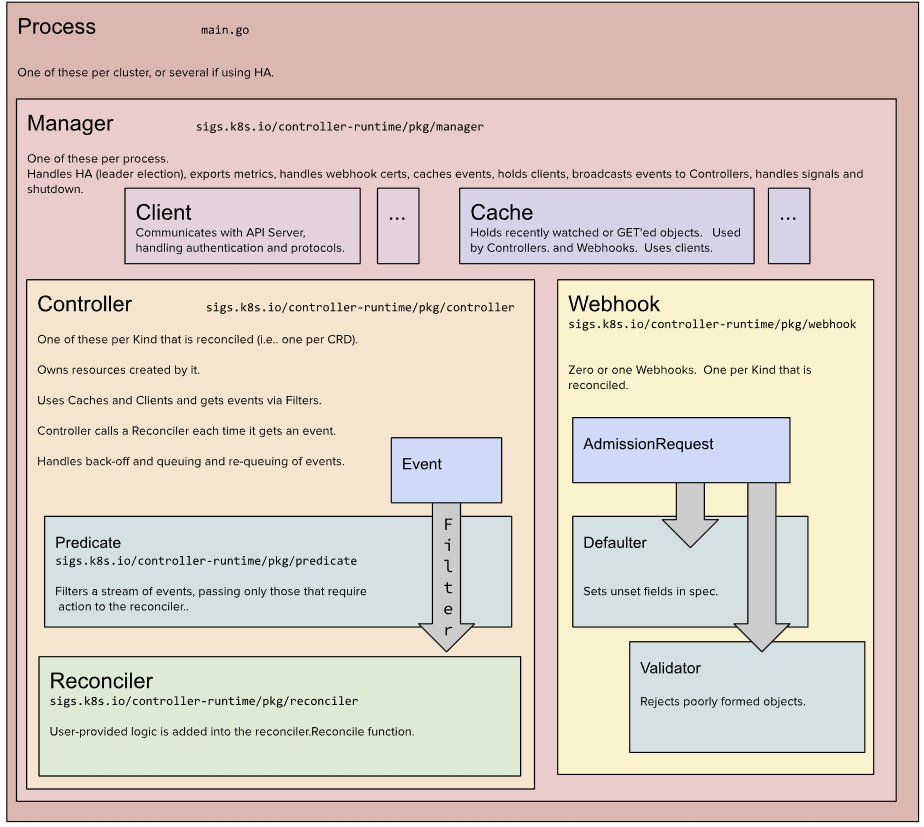 Process
main.go
One of these per cluster, or several if using HA.
Manager
sigs.k8s.io/controller-runtime/pkg/manager
One of these per process.
Handles HA (leader election), exports metrics, handles webhook certs, caches events, holds clients, broadcasts events to Controllers, handles signals and
shutdown.
Client
Communicates with API Server,
handling authentication and protocols.
...
Cache
Holds recently watched or GET'ed objects. Used
by Controllers. and Webhooks. Uses clients.
...
Controller
sigs.k8s.io/controller-runtime/pkg/controller
One of these per Kind that is reconciled (i.e.. one per CRD).
Owns resources created by it.
Uses Caches and Clients and gets events via Filters.
Controller calls a Reconciler each time it gets an event.
Handles back-off and queuing and re-queuing of events.
Event
Filter
Predicate
sigs.k8s.io/controller-runtime/pkg/predicate
Filters a stream of events, passing only those that require
action to the reconciler..
Reconciler
sigs.k8s.io/controller-runtime/pkg/reconciler
User-provided logic is added into the reconciler.Reconcile function.
Webhook
sigs.k8s.io/controller-runtime/pkg/webhook
Zero or one Webhooks. One per Kind that is
reconciled.
AdmissionRequest
Defaulter
Sets unset fields in spec.
Validator
Rejects poorly formed objects.